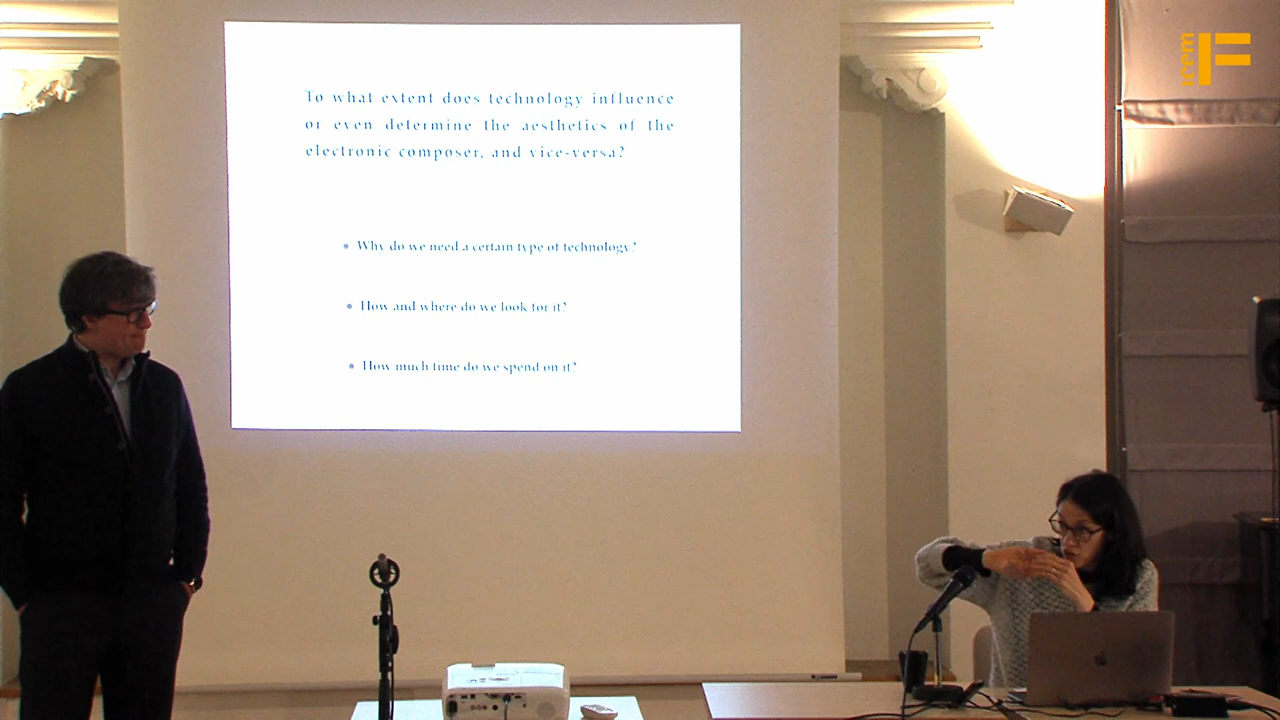 To what extent does technology influence
or even determine the aesthetics of the
electronic composer, and vice-versa?
• Why do we need a certain type of technology?
• How and where do we look for it?
• How much time do we spend on it?
icem